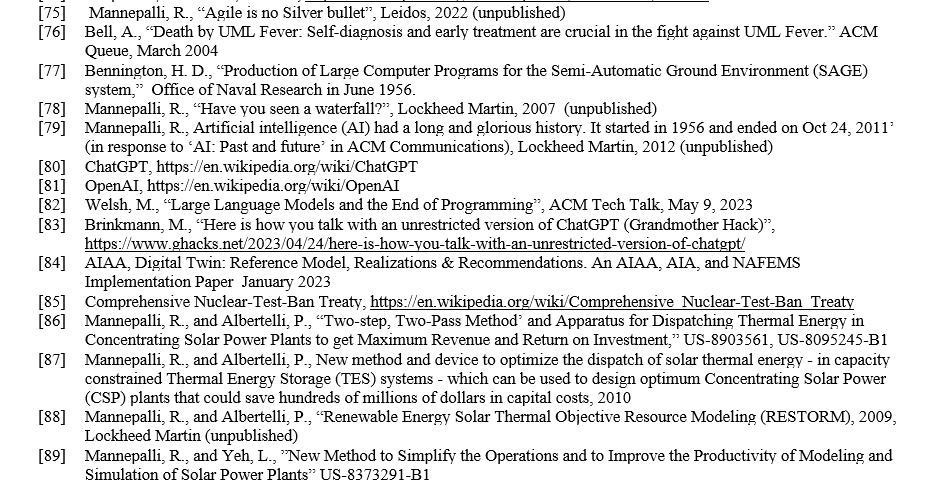 [75] Mannepalli, R., “Agile is no Silver bullet”, Leidos, 2022 (unpublished)
[76] Bell, A., “Death by UML Fever: Self-diagnosis and early treatment are crucial in the fight against UML Fever.” ACM
Queue, March 2004
[77] Bennington, H. D., “Production of Large Computer Programs for the Semi-Automatic Ground Environment (SAGE)
system,” Office of Naval Research in June 1956.
[78] Mannepalli, R., “Have you seen a waterfall?”, Lockheed Martin, 2007 (unpublished)
[79] Mannepalli, R., Artificial intelligence (AI) had a long and glorious history. It started in 1956 and ended on Oct 24, 2011’
(in response to ‘AI: Past and future’ in ACM Communications), Lockheed Martin, 2012 (unpublished)
[80] ChatGPT, https://en.wikipedia.org/wiki/ChatGPT
[81] OpenAI, https://en.wikipedia.org/wiki/OpenAI
[82] Welsh, M., “Large Language Models and the End of Programming”, ACM Tech Talk, May 9, 2023
[83] Brinkmann, M., “Here is how you talk with an unrestricted version of ChatGPT (Grandmother Hack)”,
https://www.ghacks.net/2023/04/24/here-is-how-you-talk-with-an-unrestricted-version-of-chatgpt/
[84] AIAA, Digital Twin: Reference Model, Realizations & Recommendations. An AIAA, AIA, and NAFEMS
Implementation Paper January 2023
[85] Comprehensive Nuclear-Test-Ban Treaty, https://en.wikipedia.org/wiki/Comprehensive_Nuclear-Test-Ban_Treaty
[86] Mannepalli, R., and Albertelli, P., “Two-step, Two-Pass Method’ and Apparatus for Dispatching Thermal Energy in
Concentrating Solar Power Plants to get Maximum Revenue and Return on Investment,” US-8903561, US-8095245-B1
[87] Mannepalli, R., and Albertelli, P., New method and device to optimize the dispatch of solar thermal energy - in capacity
constrained Thermal Energy Storage (TES) systems - which can be used to design optimum Concentrating Solar Power
(CSP) plants that could save hundreds of millions of dollars in capital costs, 2010
[88] Mannepalli, R., and Albertelli, P., “Renewable Energy Solar Thermal Objective Resource Modeling (RESTORM), 2009,
Lockheed Martin (unpublished)
[89] Mannepalli, R., and Yeh, L., ”New Method to Simplify the Operations and to Improve the Productivity of Modeling and
Simulation of Solar Power Plants” US-8373291-B1